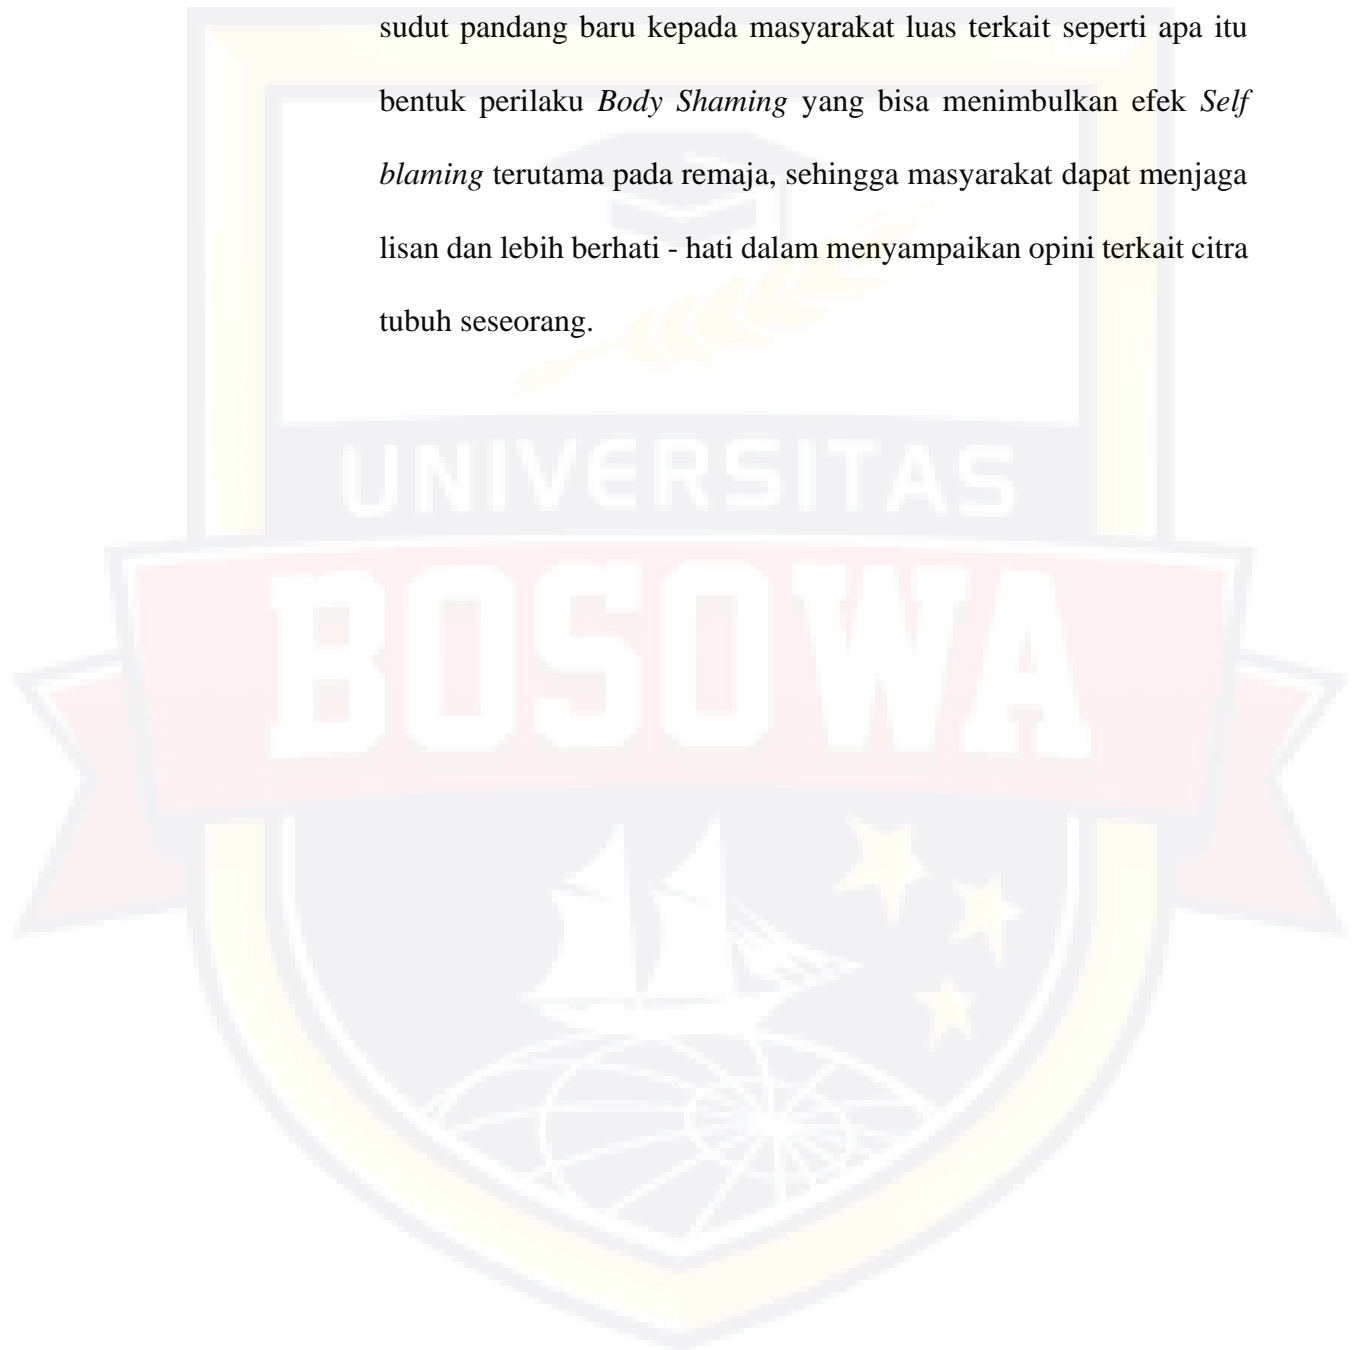 sudut pandang baru kepada masyarakat luas terkait seperti apa itu
bentuk perilaku Body Shaming yang bisa menimbulkan efek Self
blaming terutama pada remaja, sehingga masyarakat dapat menjaga
lisan dan lebih berhati - hati dalam menyampaikan opini terkait citra
tubuh seseorang.
UNIVERSITAS
BOSOWA